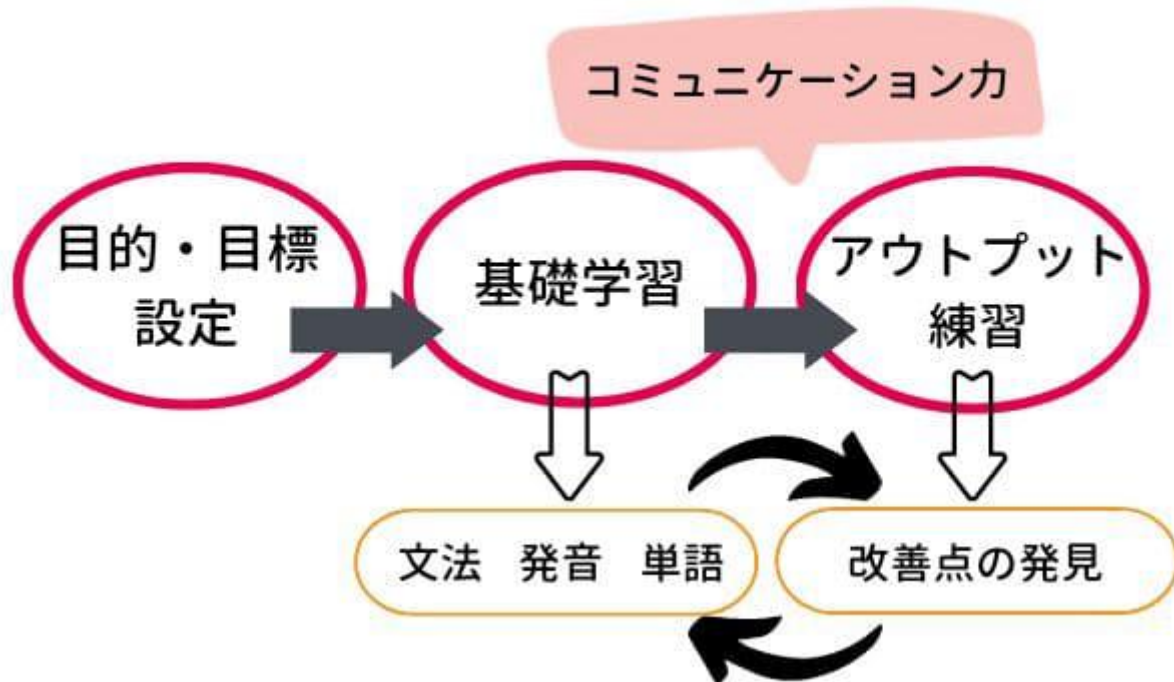 コミュニケーション力
目的・目標
設定
基礎学習
アウトプット
練習
文法 発音 単語
改善点の発見